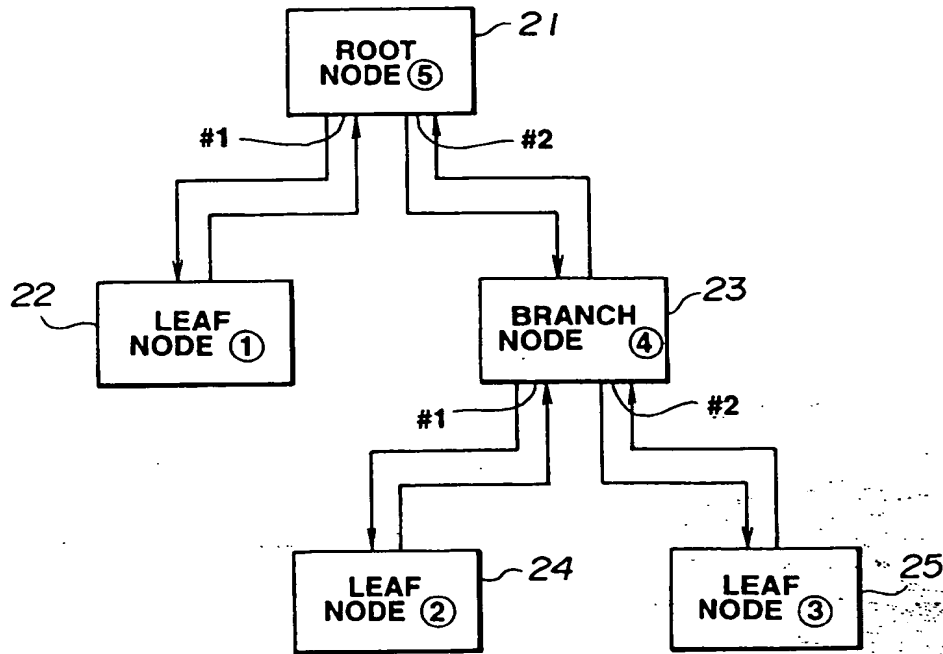 21
ROOT
NODE ⑤
#1
#2
22
LEAF
NODE ①
23
BRANCH
NODE ④
#1
#2
24
LEAF
NODE ②
25
LEAF
NODE ③